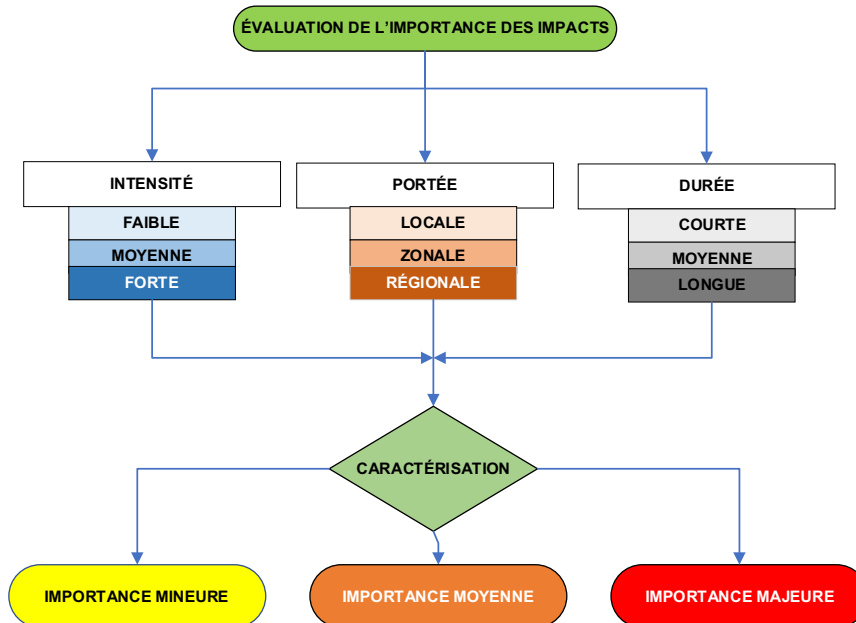 ÉVALUATION DE L'IMPORTANCE DES IMPACTS
INTENSITÉ
FAIBLE
MOYENNE
FORTE
PORTÉE
LOCALE
ZONALE
RÉGIONALE
DURÉE
COURTE
MOYENNE
LONGUE
CARACTÉRISATION
IMPORTANCE MINEURE
IMPORTANCE MOYENNE
IMPORTANCE MAJEURE